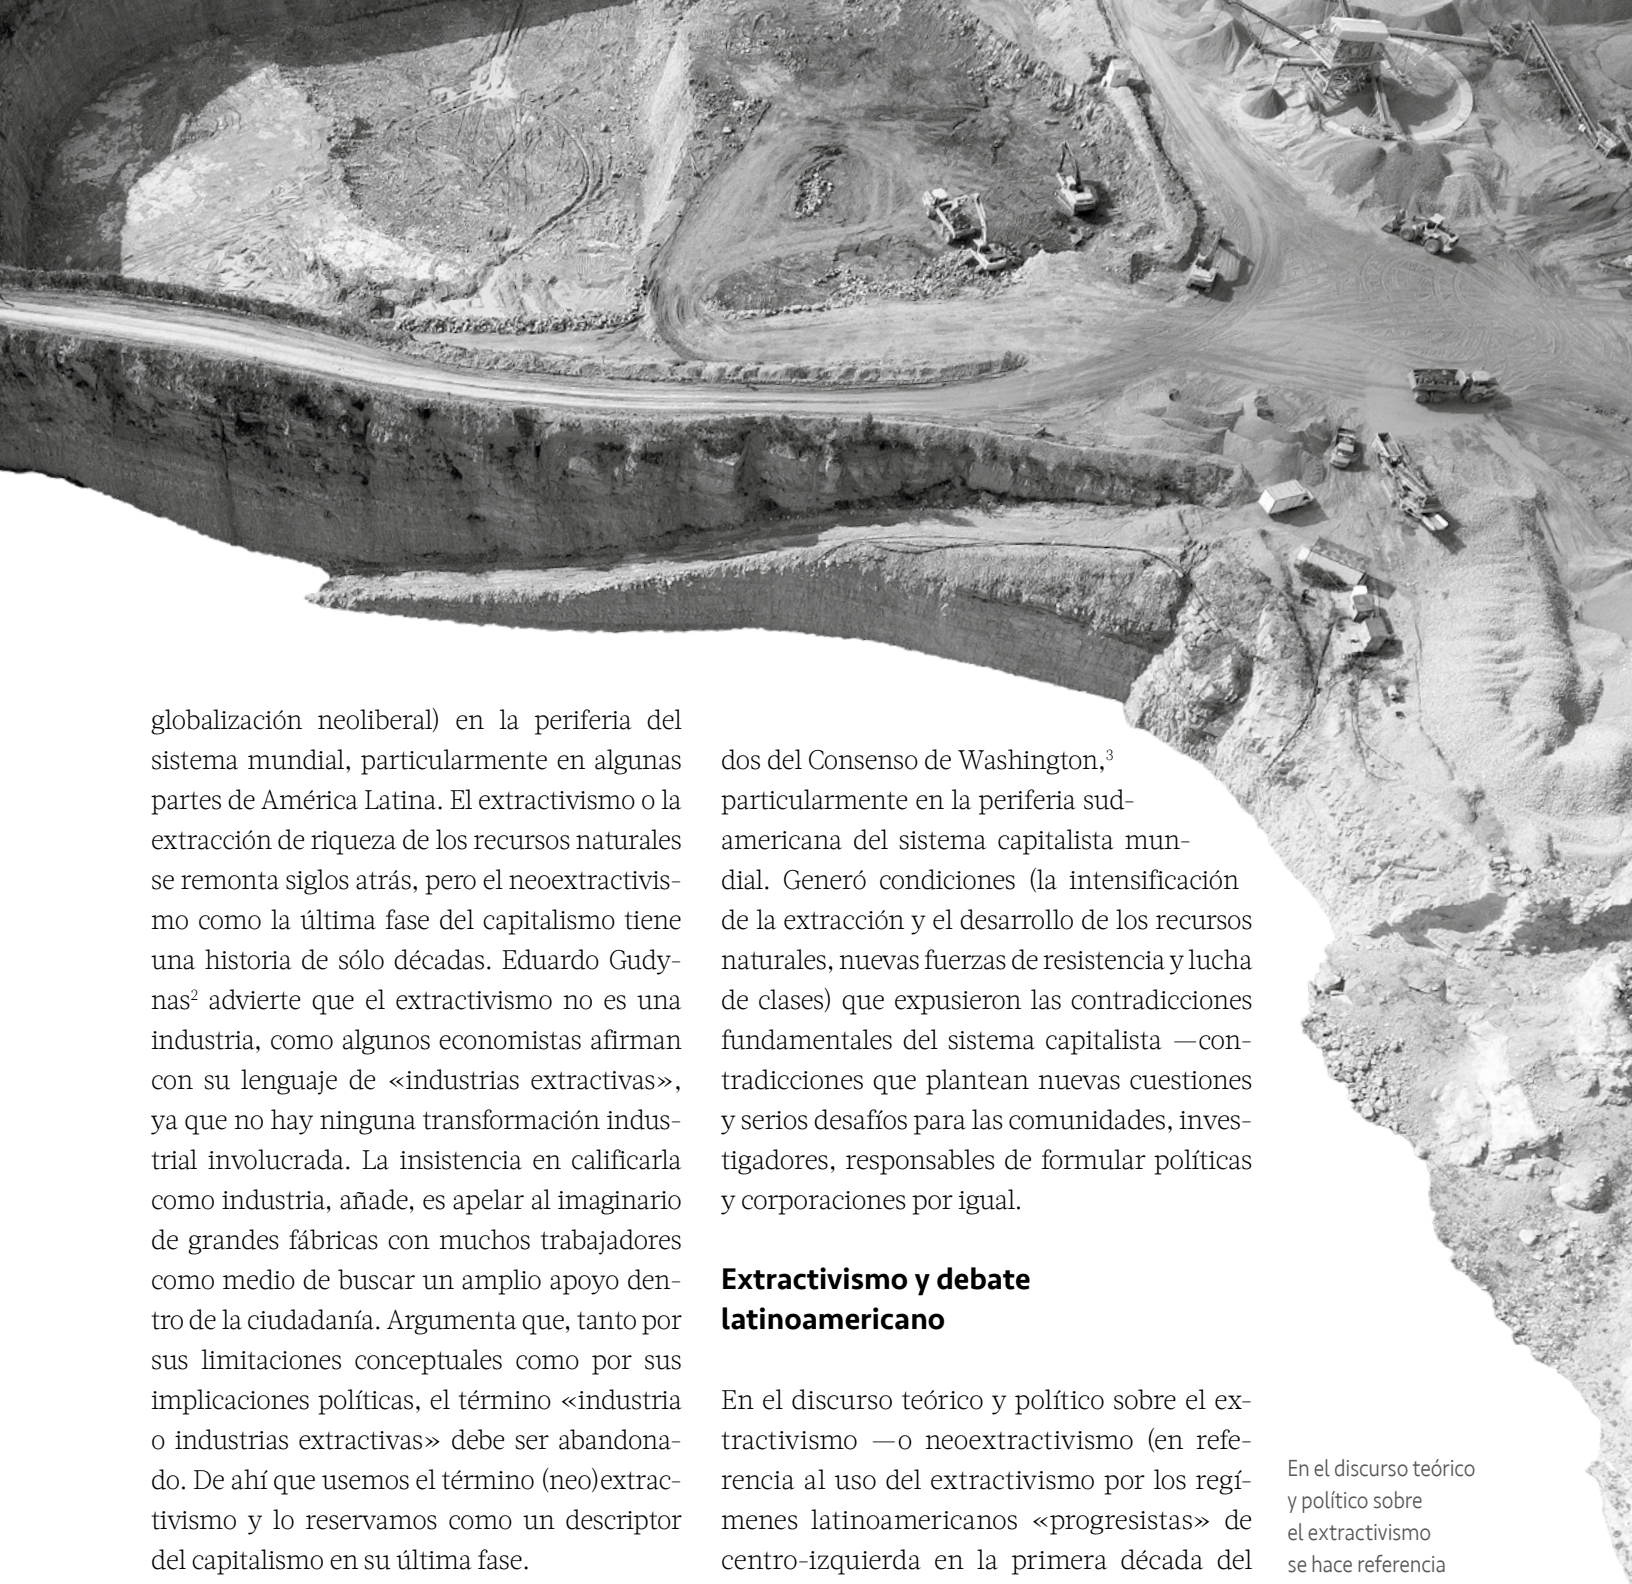 globalización neoliberal) en la periferia del
sistema mundial, particularmente en algunas
partes de América Latina. El extractivismo o la
extracción de riqueza de los recursos naturales
se remonta siglos atrás, pero el neoextractivis-
mo como la última fase del capitalismo tiene
una historia de sólo décadas. Eduardo Gudy-
nas² advierte que el extractivismo no es una
industria, como algunos economistas afirman
con su lenguaje de «industrias extractivas»,
ya que no hay ninguna transformación indus-
trial involucrada. La insistencia en calificarla
como industria, añade, es apelar al imaginario
de grandes fábricas con muchos trabajadores
como medio de buscar un amplio apoyo den-
tro de la ciudadanía. Argumenta que, tanto por
sus limitaciones conceptuales como por sus
implicaciones políticas, el término «industria
o industrias extractivas» debe ser abandona-
do. De ahí que usemos el término (neo)extrac-
tivismo y lo reservamos como un descriptor
del capitalismo en su última fase.
dos del Consenso de Washington,³
particularmente en la periferia sud-
americana del sistema capitalista mun-
dial. Generó condiciones (la intensificación
de la extracción y el desarrollo de los recursos
naturales, nuevas fuerzas de resistencia y lucha
de clases) que expusieron las contradicciones
fundamentales del sistema capitalista —con-
tradicciones que plantean nuevas cuestiones
y serios desafíos para las comunidades, inves-
tigadores, responsables de formular políticas
y corporaciones por igual.
Extractivismo y debate
latinoamericano
En el discurso teórico y político sobre el ex-
tractivismo —o neoextractivismo (en refe-
rencia al uso del extractivismo por los regí-
menes latinoamericanos «progresistas» de
centro-izquierda en la primera década del
En el discurso teórico
y político sobre
el extractivismo
se hace referencia